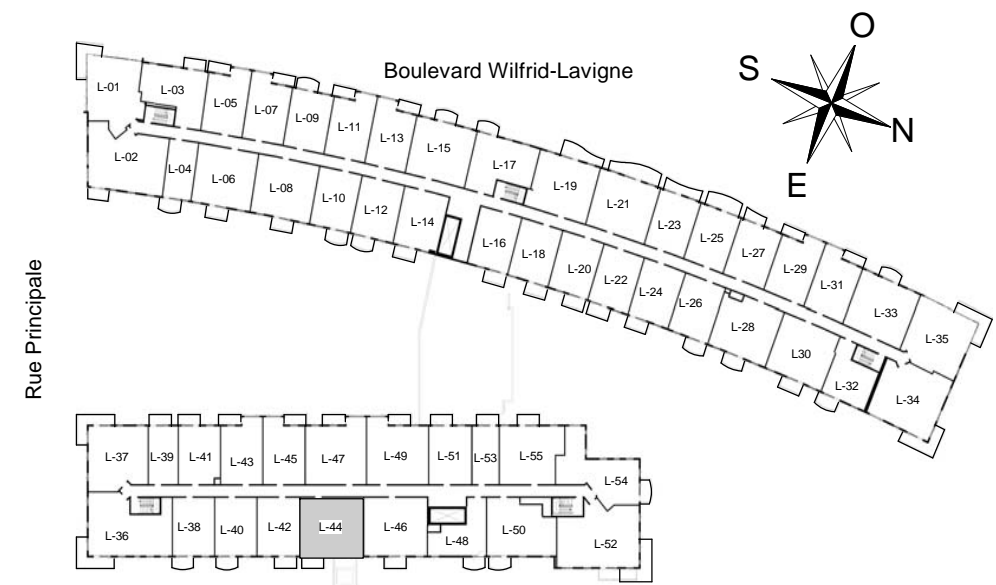 Boulevard Wilfrid-Lavigne
O
S
N
E
Rue Principale
L-01
L-03
L-05
L-07
L-09
L-11
L-13
L-15
L-17
L-19
L-21
L-23
L-25
L-27
L-29
L-31
L-33
L-35
L-02
L-04
L-06
L-08
L-10
L-12
L-14
L-16
L-18
L-20
L-22
L-24
L-26
L-28
L30
L-32
L-34
L-37
L-39
L-41
L-43
L-45
L-47
L-49
L-51
L-53
L-55
L-54
L-36
L-38
L-40
L-42
L-44
L-46
L-48
L-50
L-52